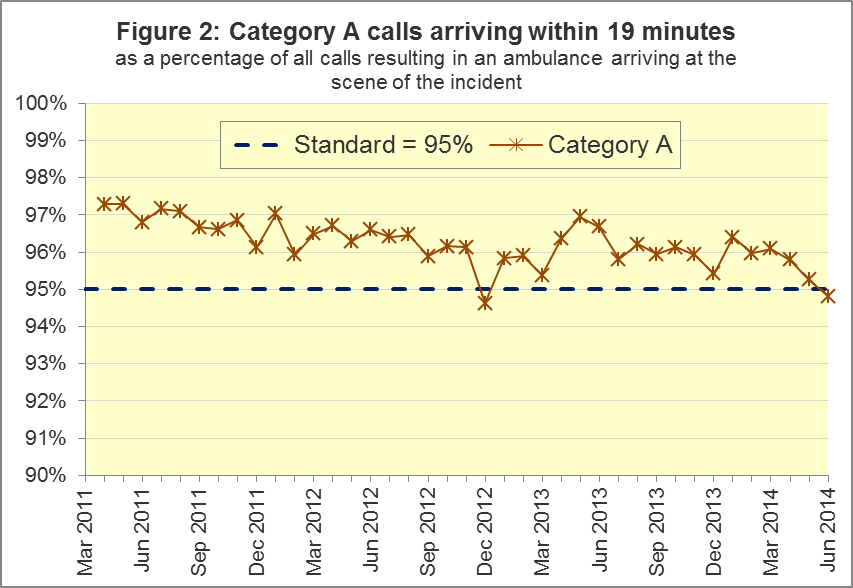 Figure 2: Category A calls arriving within 19 minutes
as a percentage of all calls resulting in an ambulance arriving at the
scene of the incident
100%
99%
98%
97%
96%
95%
94%
93%
92%
91%
90%
Standard = 95%
Category A
Mar 2011
Jun 2011
Sep 2011
Dec 2011
Mar 2012
Jun 2012
Sep 2012
Dec 2012
Mar 2013
Jun 2013
Sep 2013
Dec 2013
Mar 2014
Jun 2014